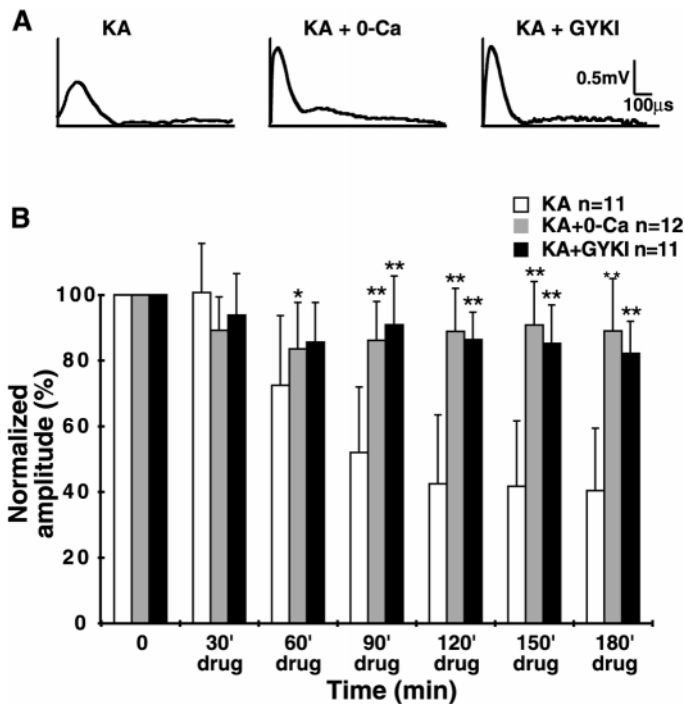 A
KA
KA + 0-Ca
KA + GYKI
0.5mV
100µs
B
KA n=11
KA+0-Ca n=12
KA+GYKI n=11
Normalized amplitude (%)
100
80
60
40
20
0
*
**
**
**
**
**
**
**
**
0
30' drug
60' drug
90' drug
120' drug
150' drug
180' drug
Time (min)